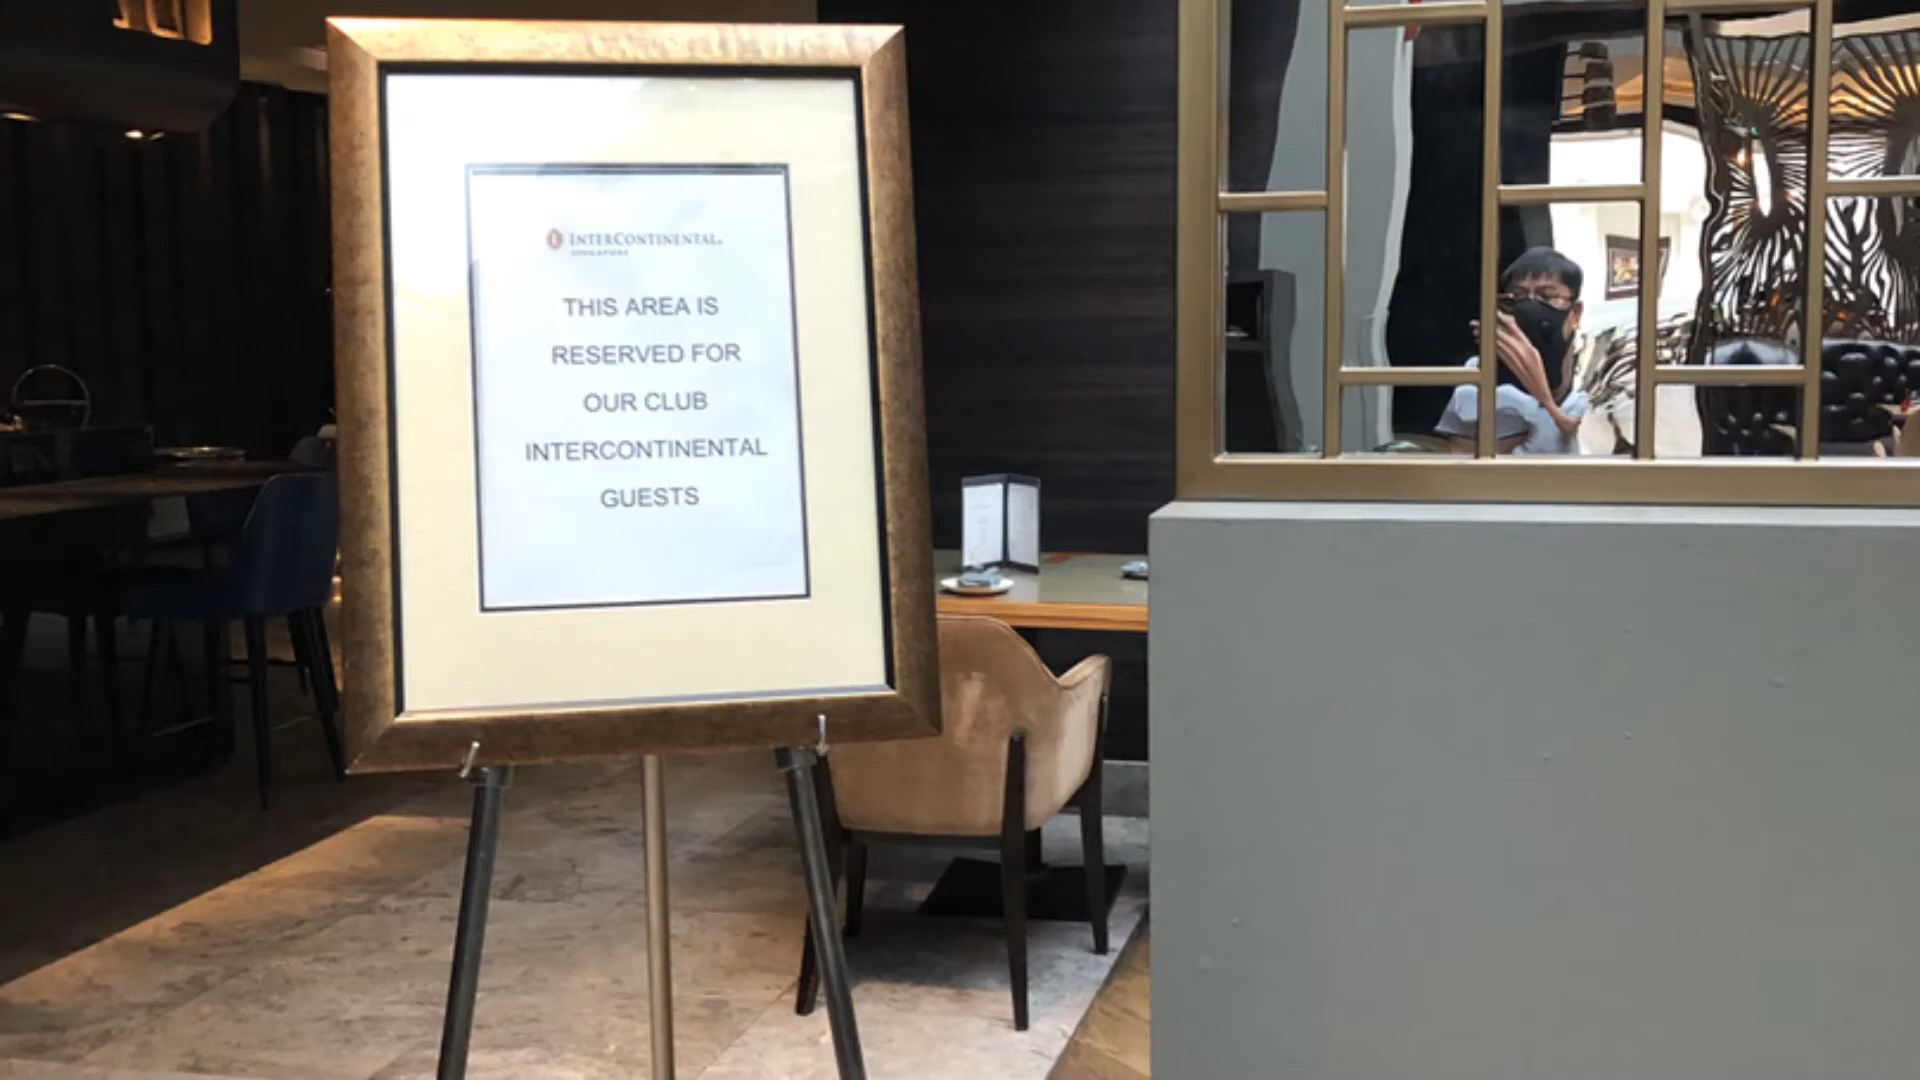 INTERCONTINENTAL®
SINGAPORE
THIS AREA IS
RESERVED FOR
OUR CLUB
INTERCONTINENTAL
GUESTS